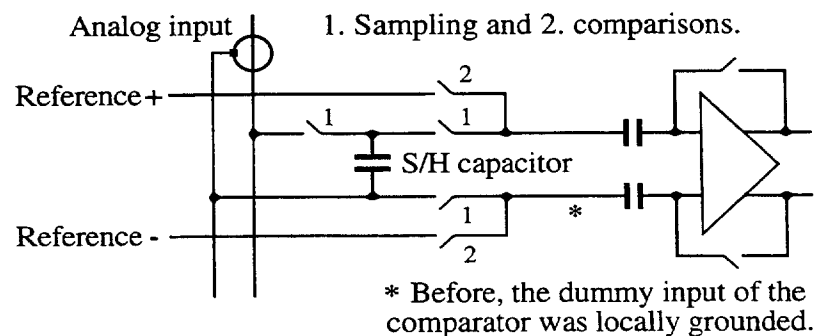 Analog input
1. Sampling and 2. comparisons.
2
Reference+
1
1
S/H capacitor
1
*
Reference -
2
* Before, the dummy input of the
comparator was locally grounded.